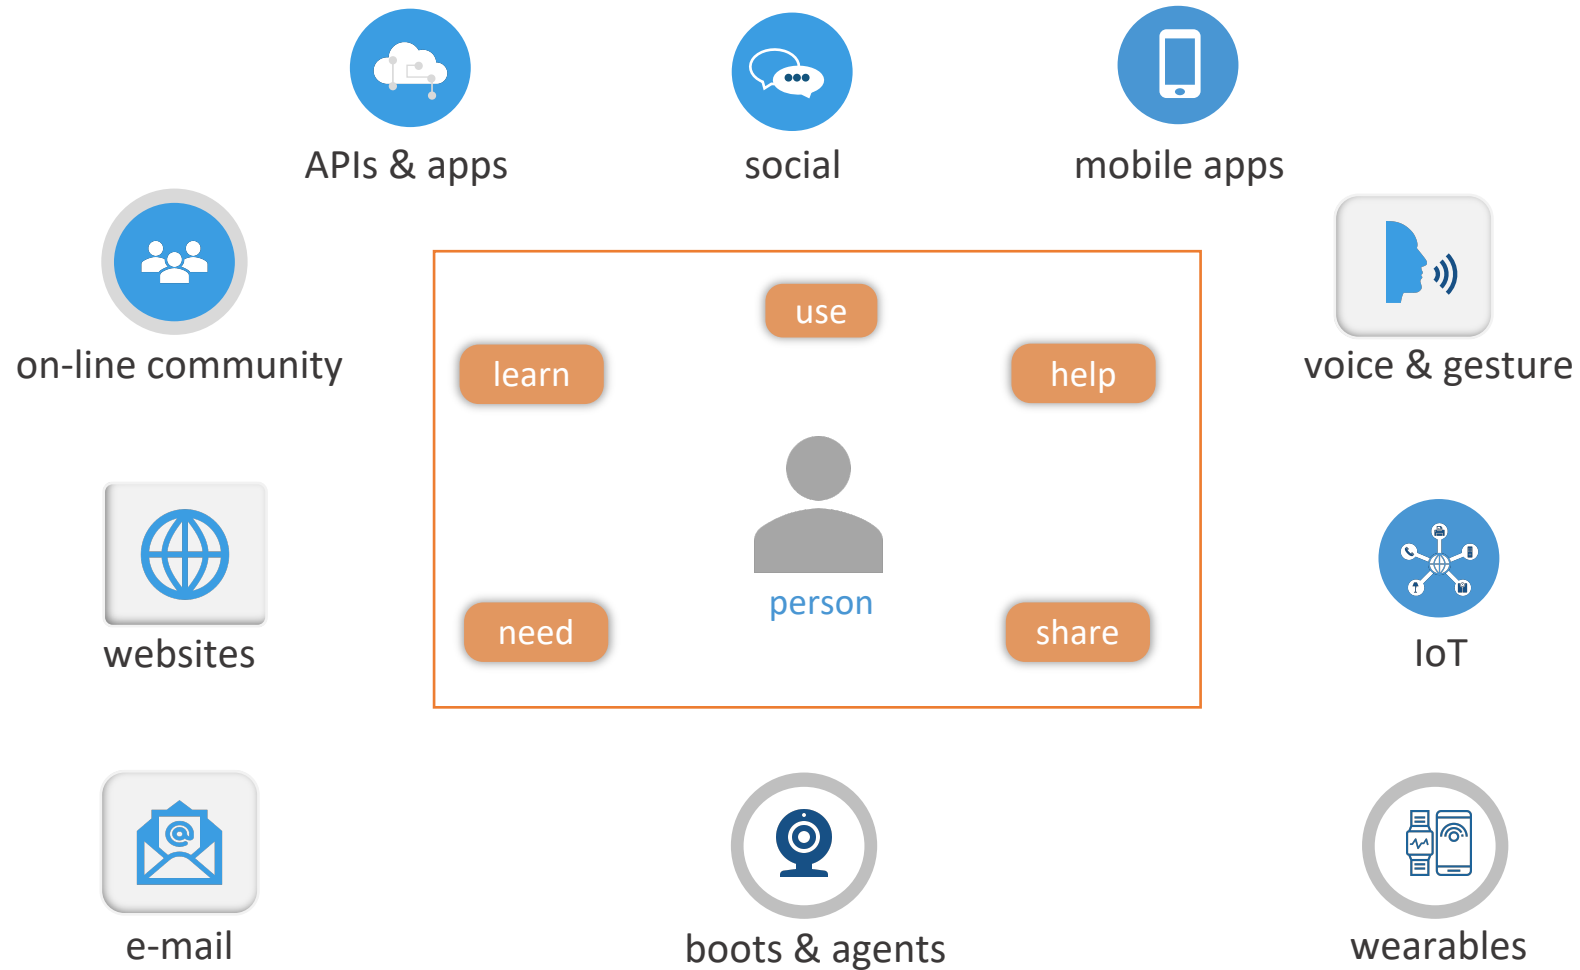 APIs & apps
social
mobile apps
on-line community
voice & gesture
use
learn
help
person
need
share
websites
IoT
e-mail
boots & agents
wearables